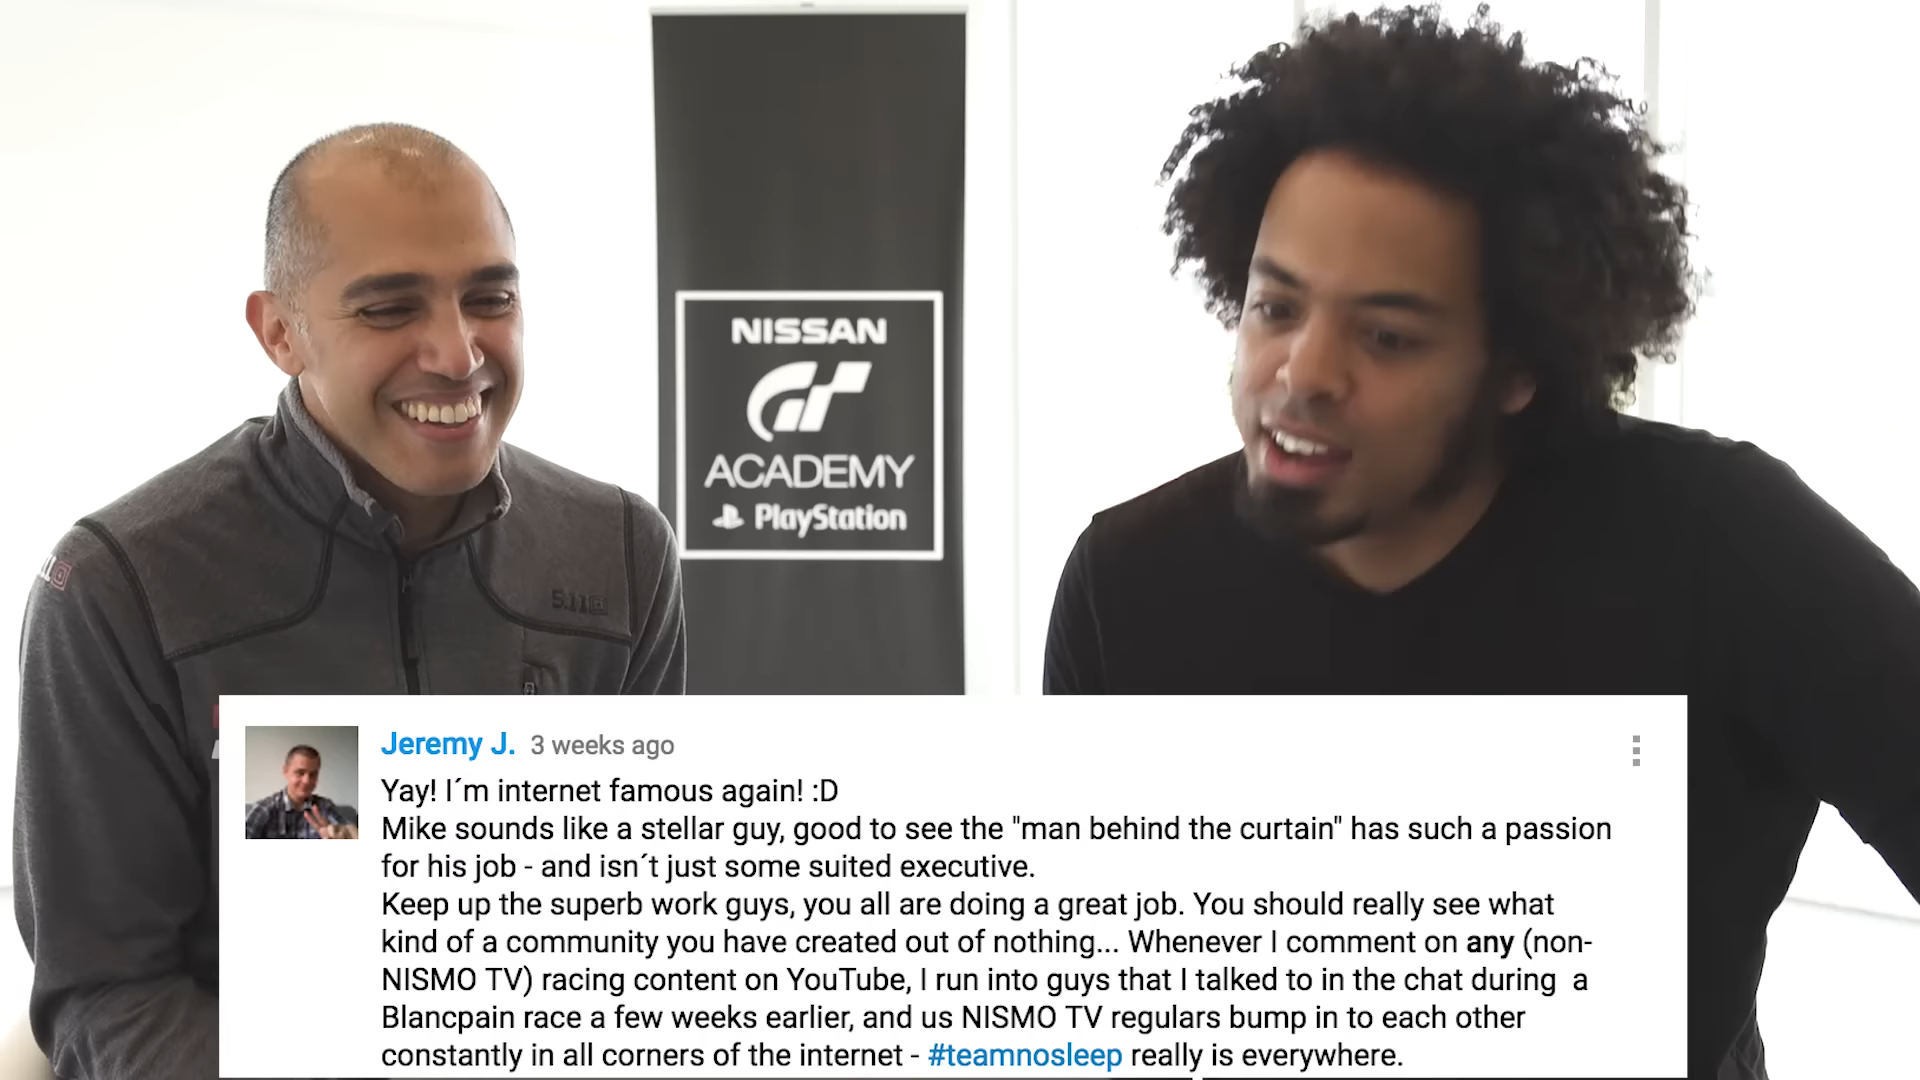 NISSAN
ACADEMY
PlayStation
5.11
Jeremy J. 3 weeks ago
Yay! I´m internet famous again! :D
Mike sounds like a stellar guy, good to see the "man behind the curtain" has such a passion
for his job - and isn´t just some suited executive.
Keep up the superb work guys, you all are doing a great job. You should really see what
kind of a community you have created out of nothing... Whenever I comment on any (non-
NISMO TV) racing content on YouTube, I run into guys that I talked to in the chat during a
Blancpain race a few weeks earlier, and us NISMO TV regulars bump in to each other
constantly in all corners of the internet - #teamnosleep really is everywhere.